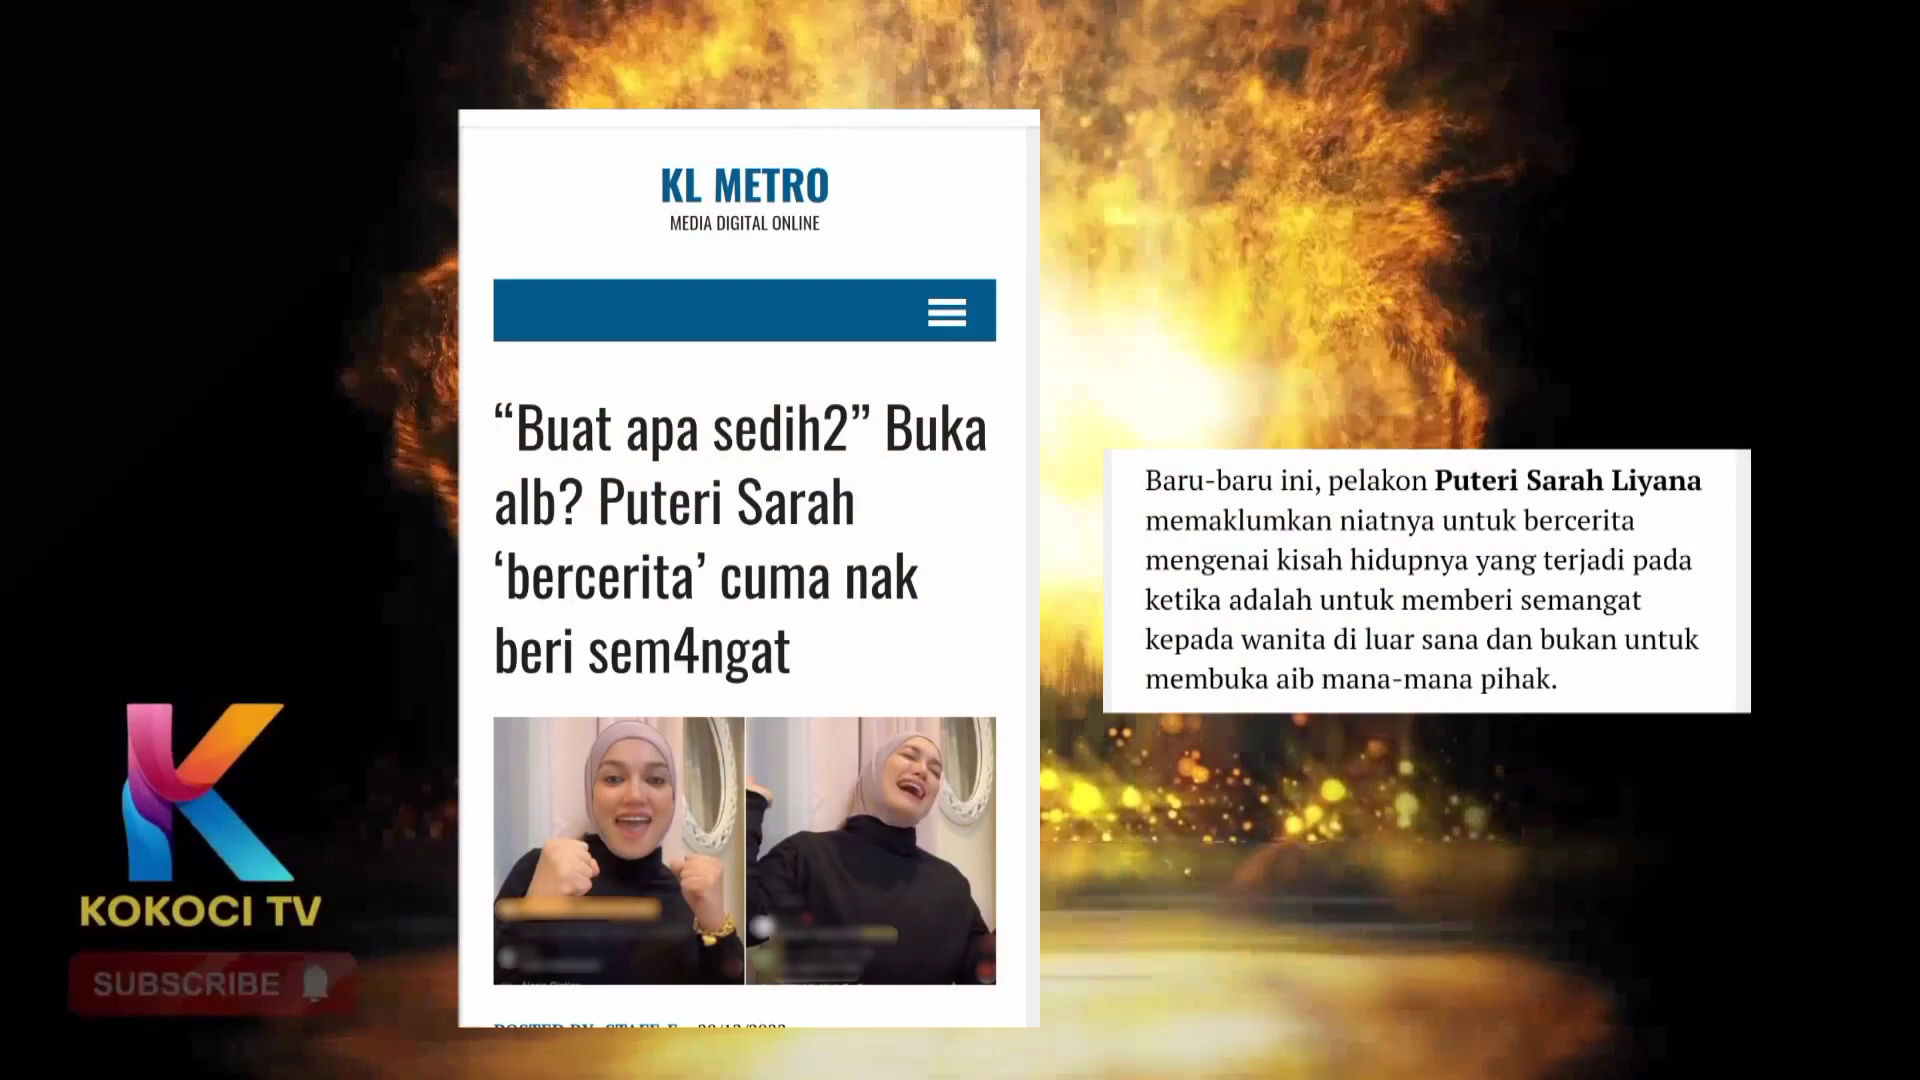 KL METRO
MEDIA DIGITAL ONLINE
“Buat apa sedih2” Buka
alb? Puteri Sarah
‘bercerita’ cuma nak
beri sem4ngat
Baru-baru ini, pelakon Puteri Sarah Liyana
memaklumkan niatnya untuk bercerita
mengenai kisah hidupnya yang terjadi pada
ketika adalah untuk memberi semangat
kepada wanita di luar sana dan bukan untuk
membuka aib mana-mana pihak.
KOKOCI TV
SUBSCRIBE